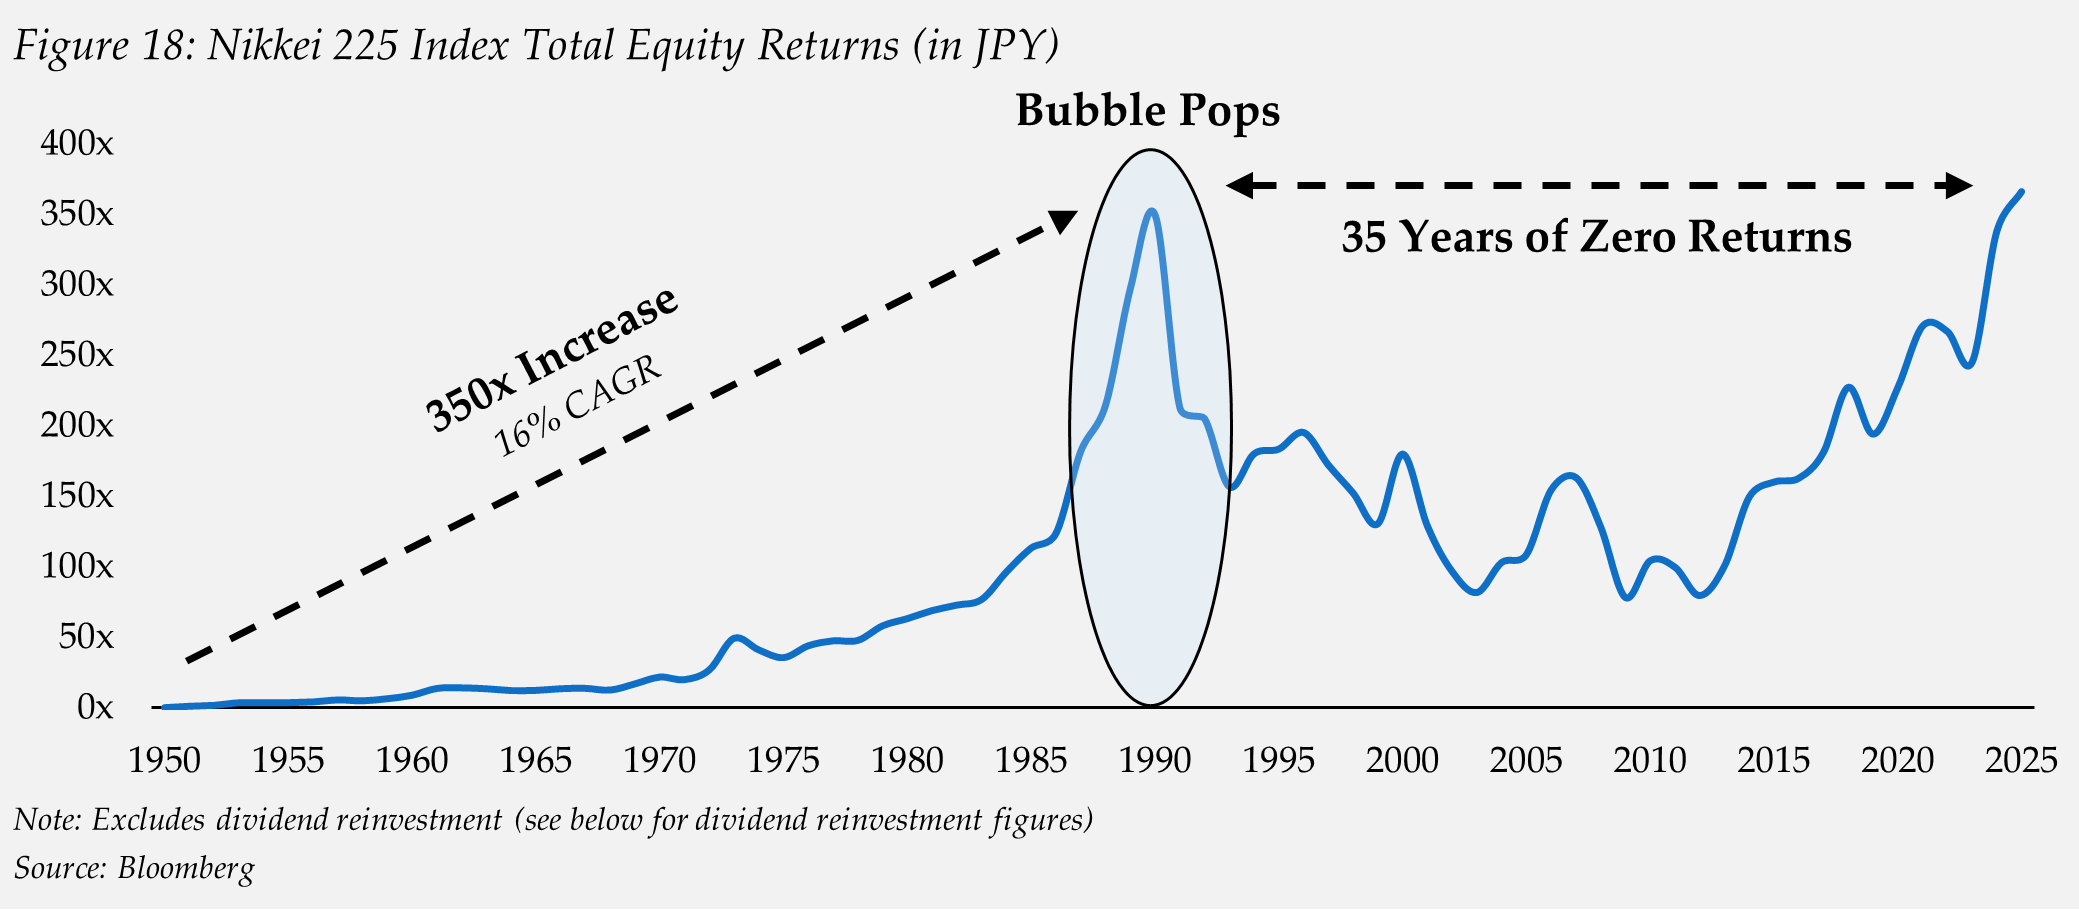 Figure 18: Nikkei 225 Index Total Equity Returns (in JPY)
Bubble Pops
400x
350x
300x
250x
200x
150x
100x
50x
0x
350x Increase
16% CAGR
35 Years of Zero Returns
1950 1955 1960 1965 1970 1975 1980 1985 1990 1995 2000 2005 2010 2015 2020 2025
Note: Excludes dividend reinvestment (see below for dividend reinvestment figures)
Source: Bloomberg